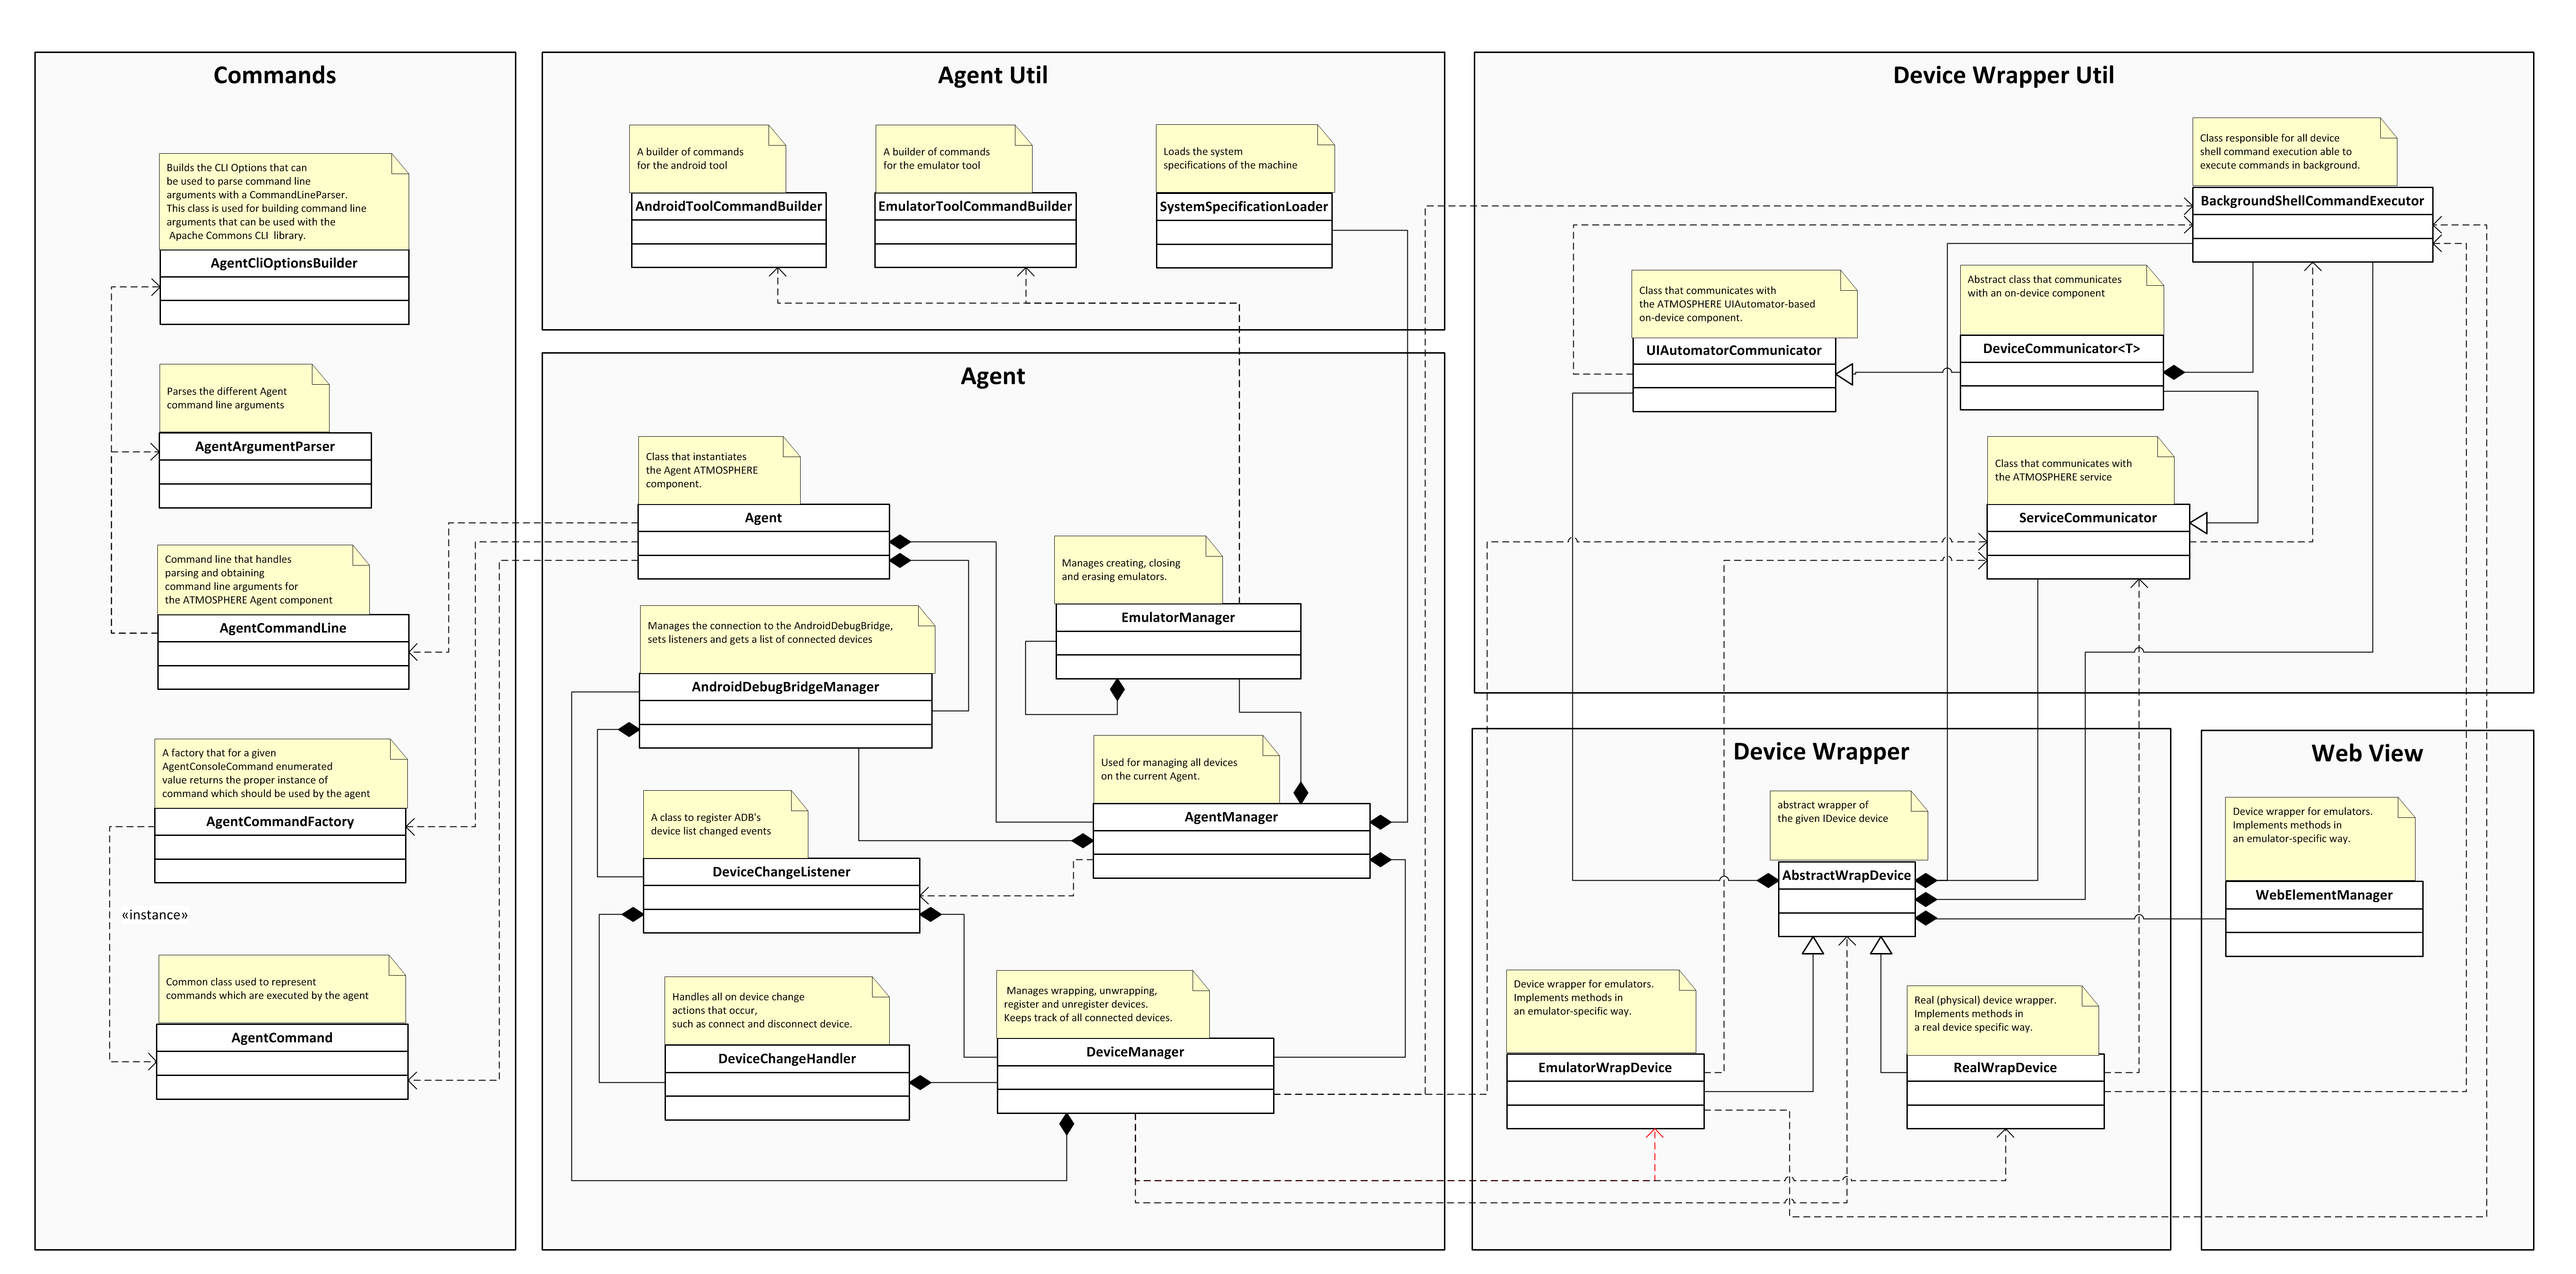 Commands
Builds the CLI Options that can
be used to parse command line
arguments with a CommandLineParser.
This class is used for building command line
arguments that can be used with the
Apache Commons CLI library.
AgentCliOptionsBuilder
Parses the different Agent
command line arguments
AgentArgumentParser
Command line that handles
parsing and obtaining
command line arguments for
the ATMOSPHERE Agent component
AgentCommandLine
A factory that for a given
AgentConsoleCommand enumerated
value returns the proper instance of
command which should be used by the agent
AgentCommandFactory
«instance»
Common class used to represent
commands which are executed by the agent
AgentCommand
Agent Util
A builder of commands
for the android tool
AndroidToolCommandBuilder
A builder of commands
for the emulator tool
EmulatorToolCommandBuilder
Loads the system
specifications of the machine
SystemSpecificationLoader
Agent
Class that instantiates
the Agent ATMOSPHERE
component.
Agent
Manages creating, closing
and erasing emulators.
EmulatorManager
Manages the connection to the AndroidDebugBridge,
sets listeners and gets a list of connected devices
AndroidDebugBridgeManager
Used for managing all devices
on the current Agent.
AgentManager
A class to register ADB's
device list changed events
DeviceChangeListener
Handles all on device change
actions that occur,
such as connect and disconnect device.
DeviceChangeHandler
Manages wrapping, unwrapping,
register and unregister devices.
Keeps track of all connected devices.
DeviceManager
Device Wrapper Util
Class responsible for all device
shell command execution able to
execute commands in background.
BackgroundShellCommandExecutor
Class that communicates with
the ATMOSPHERE UIAutomator-based
on-device component.
UIAutomatorCommunicator
Abstract class that communicates
with an on-device component
DeviceCommunicator<T>
Class that communicates with
the ATMOSPHERE service
ServiceCommunicator
Device Wrapper
abstract wrapper of
the given IDevice device
AbstractWrapDevice
Device wrapper for emulators.
Implements methods in
an emulator-specific way.
EmulatorWrapDevice
Real (physical) device wrapper.
Implements methods in
a real device specific way.
RealWrapDevice
Web View
Device wrapper for emulators.
Implements methods in
an emulator-specific way.
WebElementManager